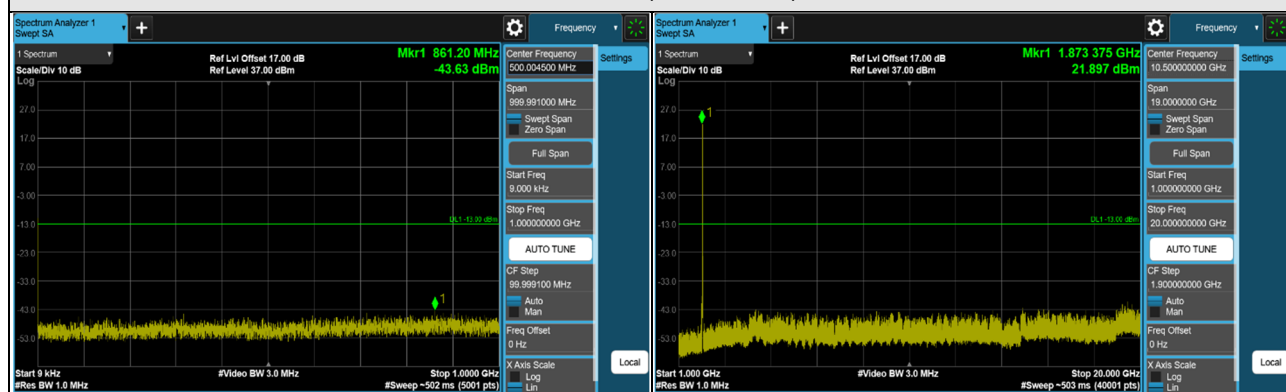 Spectrum Analyzer 1
Swept SA
Frequency
1 Spectrum
Scale/Div 10 dB
Log
Ref Lvl Offset 17.00 dB
Ref Level 37.00 dBm
Mkr1 861.20 MHz
-43.63 dBm
27.0
17.0
7.00
-3.00
-13.0
-23.0
-33.0
-43.0
-53.0
DL1 -13.00 dBm
1
Start 9 kHz
#Res BW 1.0 MHz
#Video BW 3.0 MHz
Stop 1.0000 GHz
#Sweep ~502 ms (5001 pts)
Center Frequency
500.004500 MHz
Span
999.991000 MHz
Swept Span
Zero Span
Full Span
Start Freq
9.000 kHz
Stop Freq
1.000000000 GHz
AUTO TUNE
CF Step
99.999100 MHz
Auto
Man
Freq Offset
0 Hz
X Axis Scale
Log
Lin
Settings
Local
Spectrum Analyzer 1
Swept SA
Frequency
1 Spectrum
Scale/Div 10 dB
Log
Ref Lvl Offset 17.00 dB
Ref Level 37.00 dBm
Mkr1 1.873 375 GHz
21.897 dBm
27.0
17.0
7.00
-3.00
-13.0
-23.0
-33.0
-43.0
-53.0
DL1 -13.00 dBm
1
Start 1.000 GHz
#Res BW 1.0 MHz
#Video BW 3.0 MHz
Stop 20.000 GHz
#Sweep ~503 ms (40001 pts)
Center Frequency
10.500000000 GHz
Span
19.0000000 GHz
Swept Span
Zero Span
Full Span
Start Freq
1.000000000 GHz
Stop Freq
20.000000000 GHz
AUTO TUNE
CF Step
1.900000000 GHz
Auto
Man
Freq Offset
0 Hz
X Axis Scale
Log
Lin
Settings
Local